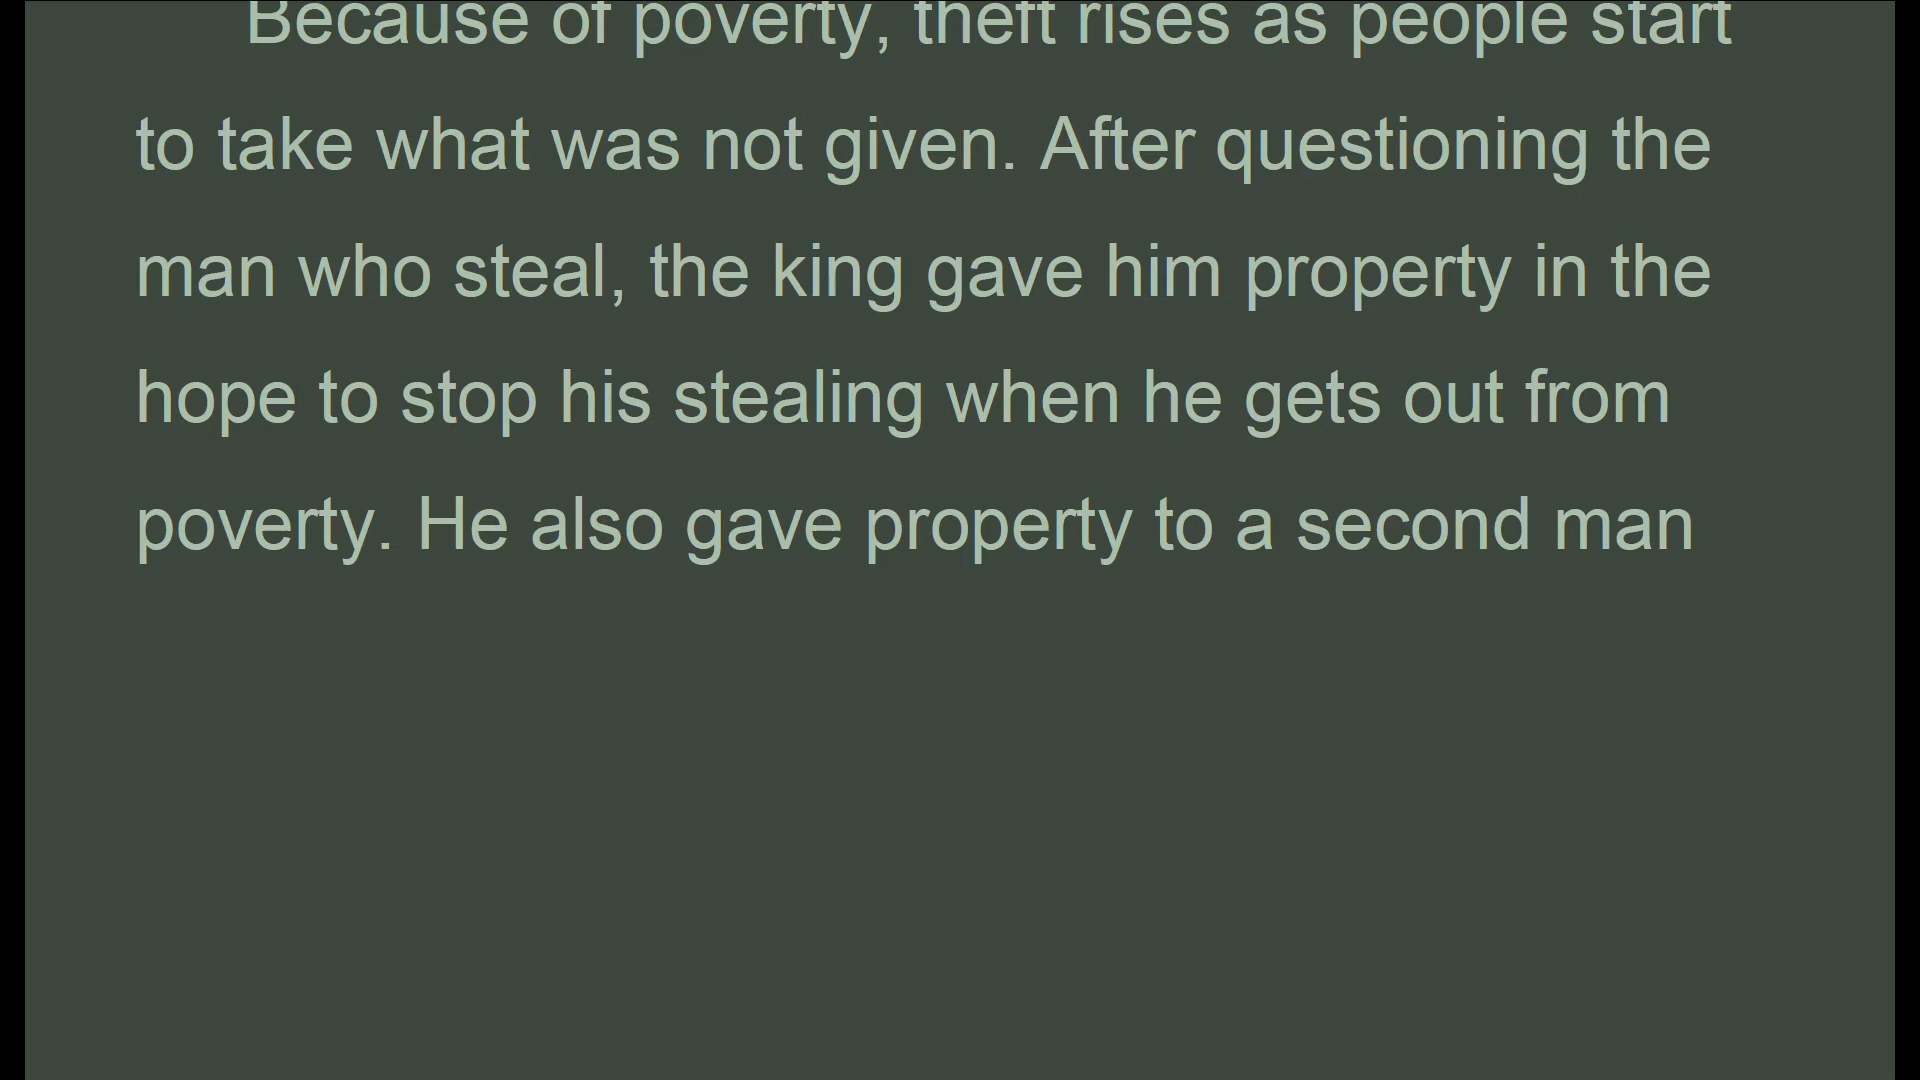 Because of poverty, theft rises as people start
to take what was not given. After questioning the
man who steal, the king gave him property in the
hope to stop his stealing when he gets out from
poverty. He also gave property to a second man